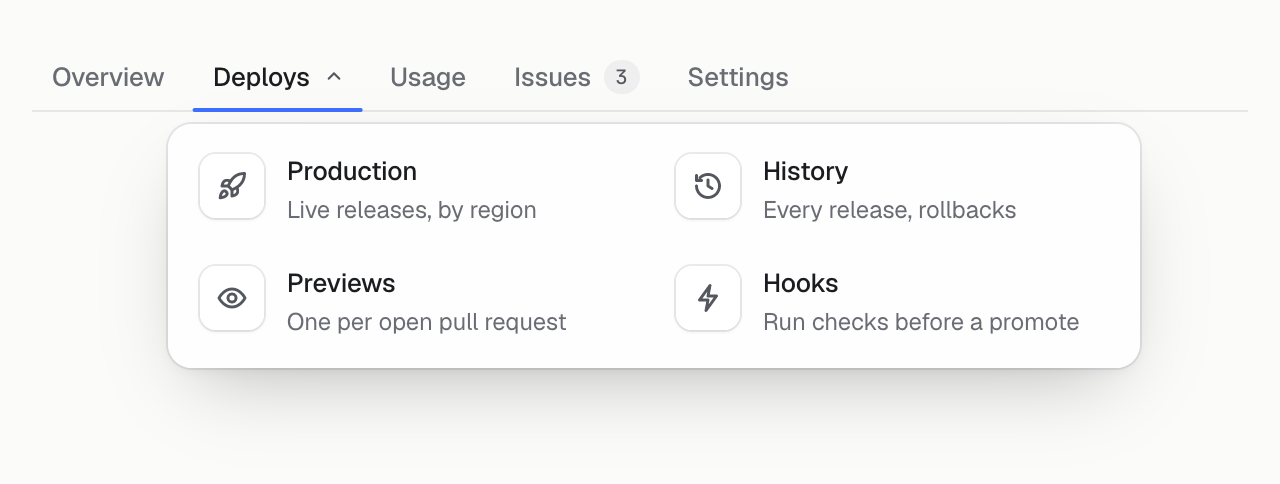 Overview Deploys Usage Issues 3 Settings
Production
Live releases, by region
History
Every release, rollbacks
Previews
One per open pull request
Hooks
Run checks before a promote